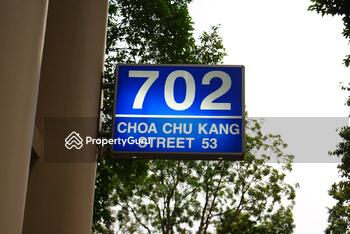 702
CHOA CHU KANG
STREET 53
PropertyGuru